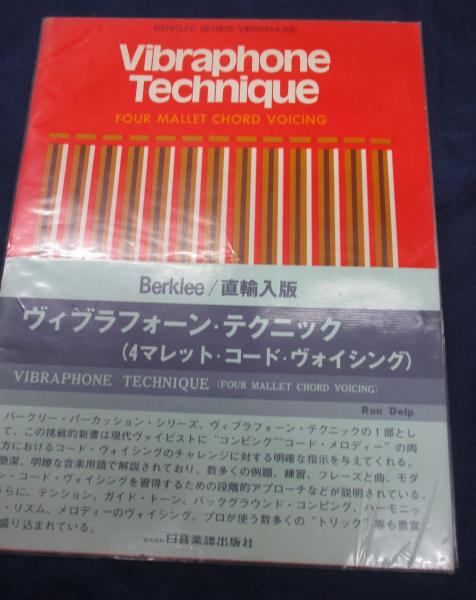 BERKLEE SERIES: VIBRAPHONE
Vibraphone
Technique
FOUR MALLET CHORD VOICING
Berklee/直輸入版
ヴィブラフォーン・テクニック
(4マレット・コード・ヴォイシング)
VIBRAPHONE TECHNIQUE (FOUR MALLET CHORD VOICING)
Ron Delp
バークリー・パーカッション・シリーズ、ヴィブラフォーン・テクニックの1部とし
て、この挑戦的新書は現代ヴァイビストに"コンピング""コード・メロディー"の両
方におけるコード・ヴォイシングのチャレンジに対する明確な指示を与えてくれる。
簡潔、明瞭な音楽用語で解説されており、数多くの例題、練習、フレーズと曲、モダ
ン・コード・ヴォイシングを習得するための段階的アプローチなどが説明されている。
さらに、テンション、ガイド・トーン、バックグラウンド・コンピング、ハーモニッ
・リズム、メロディーのヴォイシング、プロが使う数多くの"トリック"等も豊富
盛り込まれている。
株式会社 日音楽譜出版社